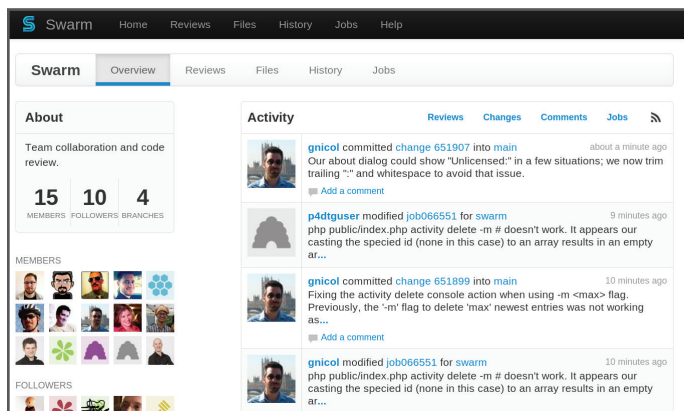 Swarm Home Reviews Files History Jobs Help
Swarm Overview Reviews Files History Jobs
About
Team collaboration and code
review.
15 10 4
MEMBERS FOLLOWERS BRANCHES
MEMBERS
FOLLOWERS
Activity Reviews Changes Comments Jobs
gnicol committed change 651907 into main about a minute ago
Our about dialog could show "Unlicensed:" in a few situations; we now trim
trailing ":" and whitespace to avoid that issue.
Add a comment
p4dtguser modified job066551 for swarm 9 minutes ago
php public/index.php activity delete -m # doesn't work. It appears our
casting the specied id (none in this case) to an array results in an empty
ar...
gnicol committed change 651899 into main 10 minutes ago
Fixing the activity delete console action when using -m <max> flag.
Previously, the '-m' flag to delete 'max' newest entries was not working
as...
Add a comment
gnicol modified job066551 for swarm 10 minutes ago
php public/index.php activity delete -m # doesn't work. It appears our
casting the specied id (none in this case) to an array results in an empty
ar...